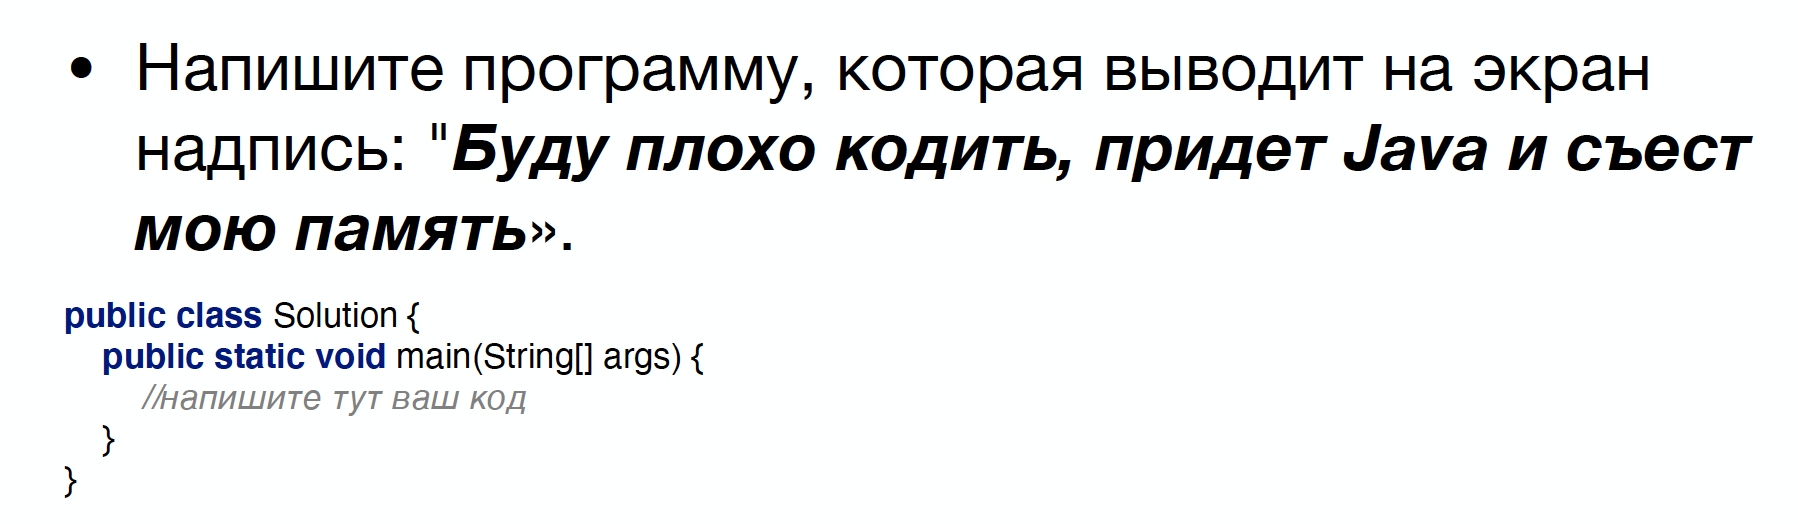 • Напишите программу, которая выводит на экран
надпись: "Буду плохо кодить, придет Java и съест
мою память».
public class Solution {
public static void main(String[] args) {
//напишите тут ваш код
}
}